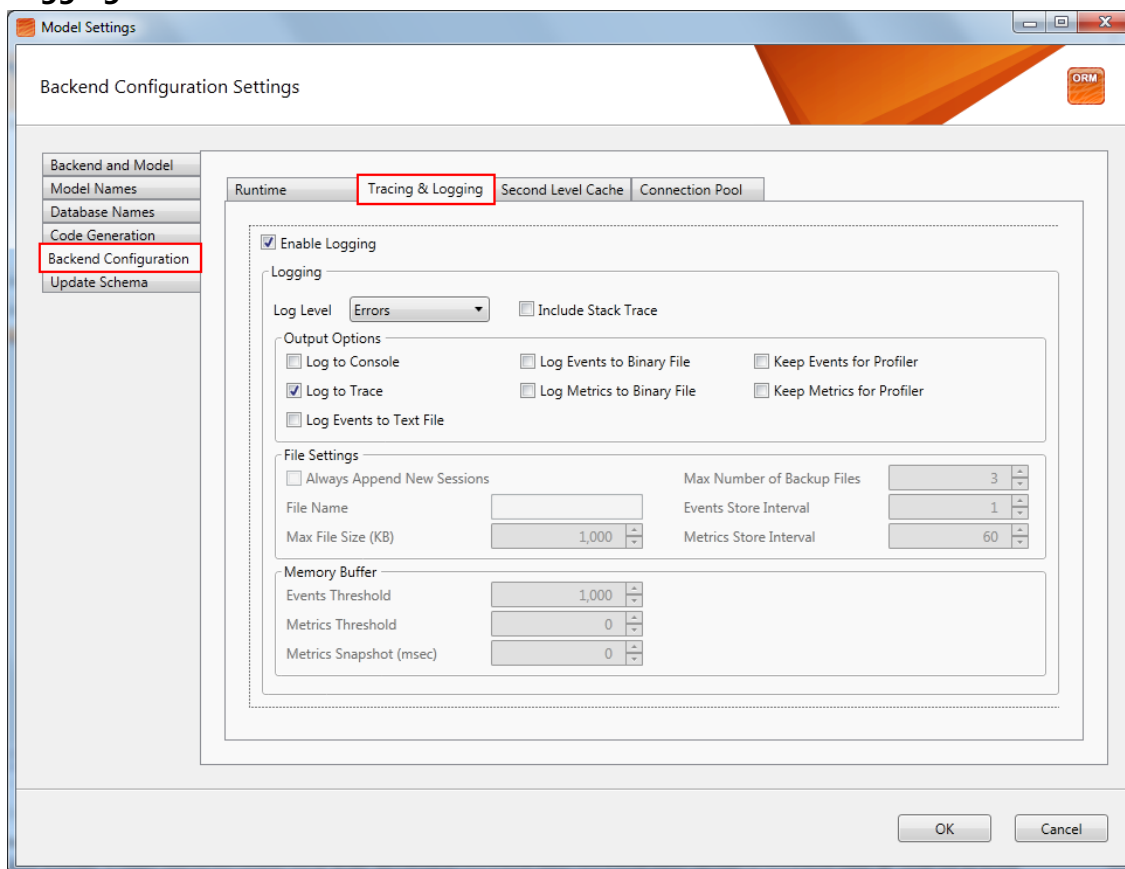 Model Settings
Backend Configuration Settings
ORM
Backend and Model
Model Names
Database Names
Code Generation
Backend Configuration
Update Schema
Runtime Tracing & Logging Second Level Cache Connection Pool
Enable Logging
Logging
Log Level Errors Include Stack Trace
Output Options
Log to Console Log Events to Binary File Keep Events for Profiler
Log to Trace Log Metrics to Binary File Keep Metrics for Profiler
Log Events to Text File
File Settings
Always Append New Sessions Max Number of Backup Files 3
File Name Events Store Interval 1
Max File Size (KB) 1,000 Metrics Store Interval 60
Memory Buffer
Events Threshold 1,000
Metrics Threshold 0
Metrics Snapshot (msec) 0
OK Cancel